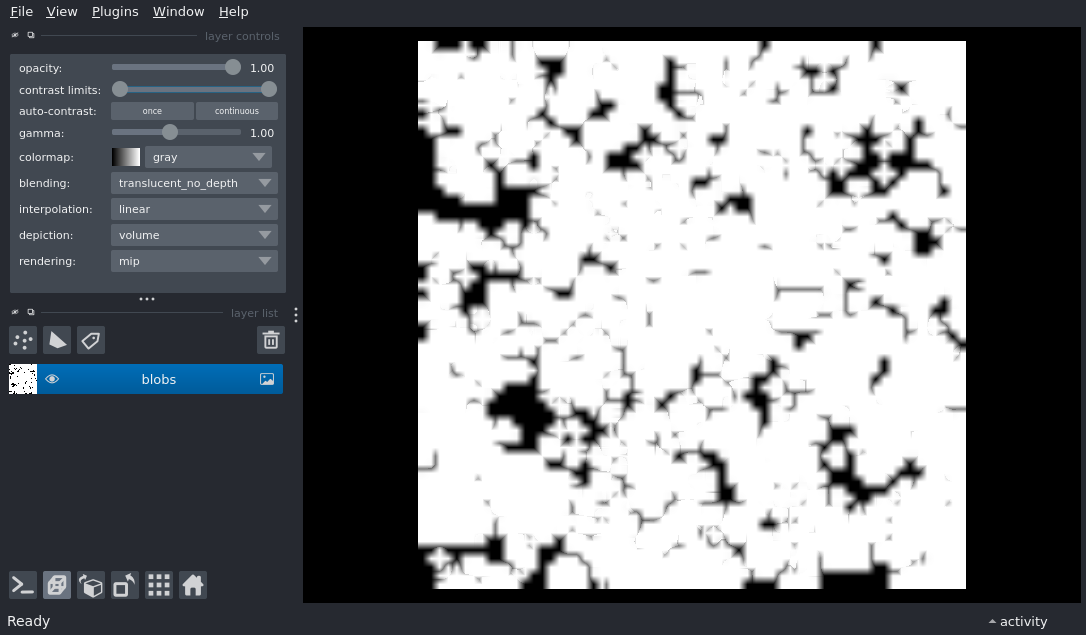 File View Plugins Window Help
layer controls
opacity: 1.00
contrast limits:
auto-contrast: once continuous
gamma: 1.00
colormap: gray
blending: translucent_no_depth
interpolation: linear
depiction: volume
rendering: mip
layer list
blobs
Ready activity